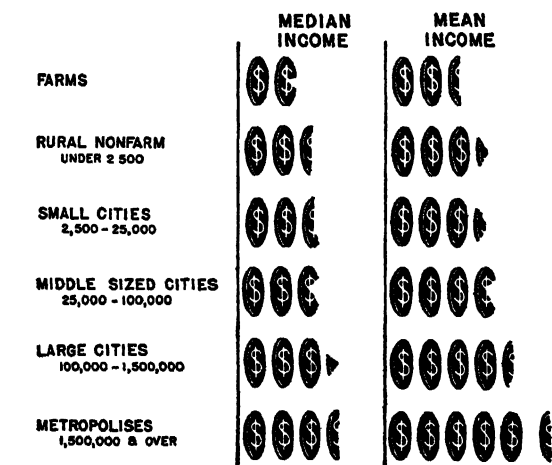 MEDIAN INCOME
MEAN INCOME
FARMS
RURAL NONFARM
UNDER 2 500
SMALL CITIES
2,500 - 25,000
MIDDLE SIZED CITIES
25,000 - 100,000
LARGE CITIES
100,000 - 1,500,000
METROPOLISES
1,500,000 & OVER